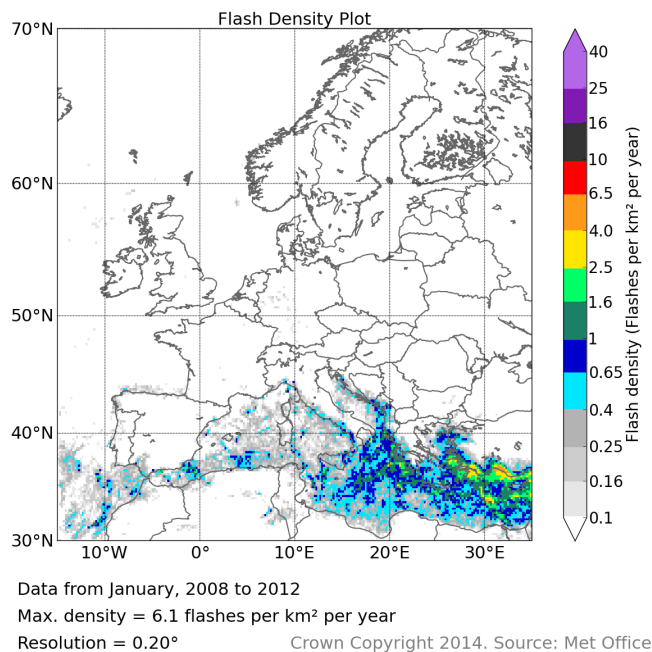 Flash Density Plot
70°N
60°N
50°N
40°N
30°N
10°W 0° 10°E 20°E 30°E
40
25
16
10
6.5
4.0
2.5
1.6
1
0.65
0.4
0.25
0.16
0.1
Flash density (Flashes per km² per year)
Data from January, 2008 to 2012
Max. density = 6.1 flashes per km² per year
Resolution = 0.20°
Crown Copyright 2014. Source: Met Office